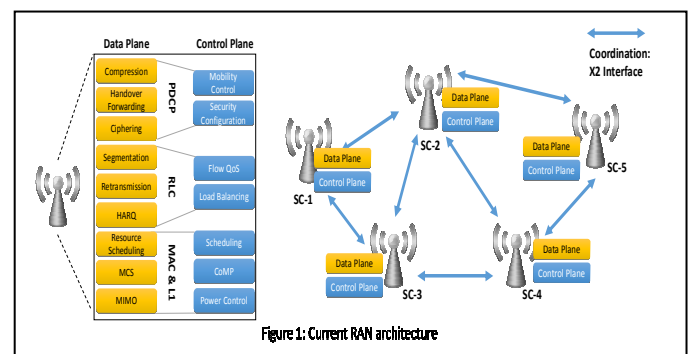 Data Plane
Control Plane
Compression
Handover
Forwarding
Ciphering
PDCP
Mobility
Control
Security
Configuration
Segmentation
Retransmission
HARQ
RLC
Flow QoS
Load Balancing
Resource
Scheduling
MCS
MIMO
MAC & L1
Scheduling
CoMP
Power Control
Coordination:
X2 Interface
Data Plane
Control Plane
SC-1
Data Plane
Control Plane
SC-2
Data Plane
Control Plane
SC-5
Data Plane
Control Plane
SC-3
Data Plane
Control Plane
SC-4
Figure 1: Current RAN architecture